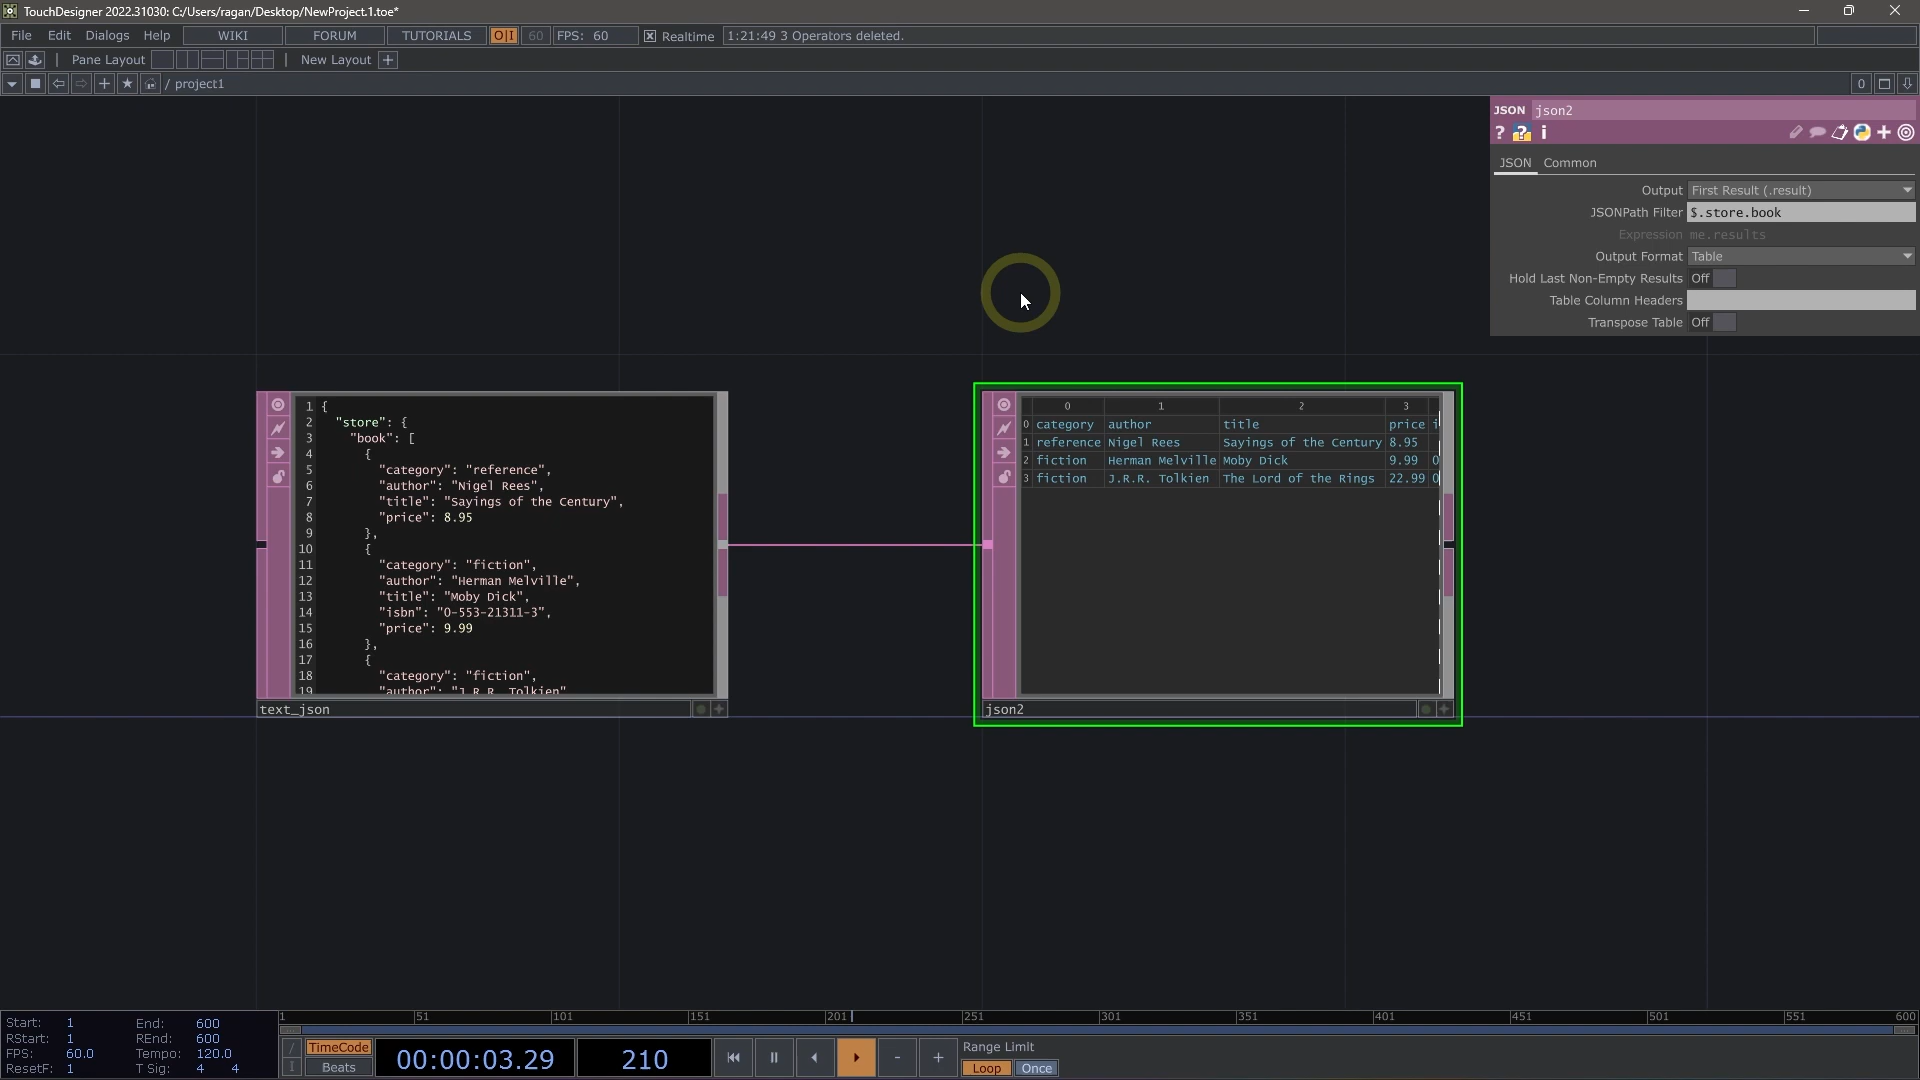 TouchDesigner 2022.31030: C:/Users/ragan/Desktop/NewProject.1.toe*
File Edit Dialogs Help WIKI FORUM TUTORIALS O|I 60 FPS: 60 Realtime 1:21:49 3 Operators deleted.
Pane Layout New Layout +
/ project1 0
JSON json2
? ? i
JSON Common
Output First Result (.result)
JSONPath Filter $.store.book
Expression me.results
Output Format Table
Hold Last Non-Empty Results Off
Table Column Headers
Transpose Table Off
1 {
2 "store": {
3 "book": [
4 {
5 "category": "reference",
6 "author": "Nigel Rees",
7 "title": "Sayings of the Century",
8 "price": 8.95
9 },
10 {
11 "category": "fiction",
12 "author": "Herman Melville",
13 "title": "Moby Dick",
14 "isbn": "0-553-21311-3",
15 "price": 9.99
16 },
17 {
18 "category": "fiction",
19 "author": "J.R.R. Tolkien"
text_json
0 1 2 3
0 category author title price i
1 reference Nigel Rees Sayings of the Century 8.95
2 fiction Herman Melville Moby Dick 9.99 0
3 fiction J.R.R. Tolkien The Lord of the Rings 22.99 0
json2
1 51 101 151 201 251 301 351 401 451 501 551 600
Start: 1 End: 600
RStart: 1 REnd: 600
FPS: 60.0 Tempo: 120.0
ResetF: 1 T Sig: 4 4
TimeCode
Beats
00:00:03.29 210 - +
Range Limit
Loop Once